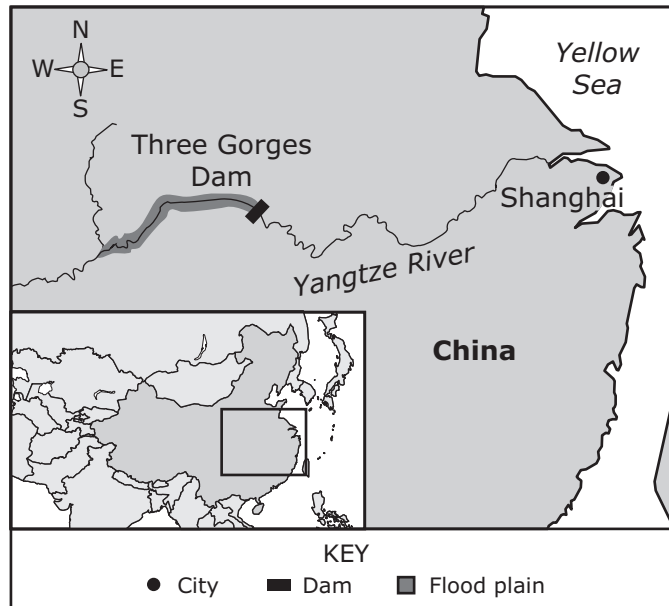 N
W E
S
Yellow
Sea
Three Gorges
Dam
Shanghai
Yangtze River
China
KEY
City Dam Flood plain